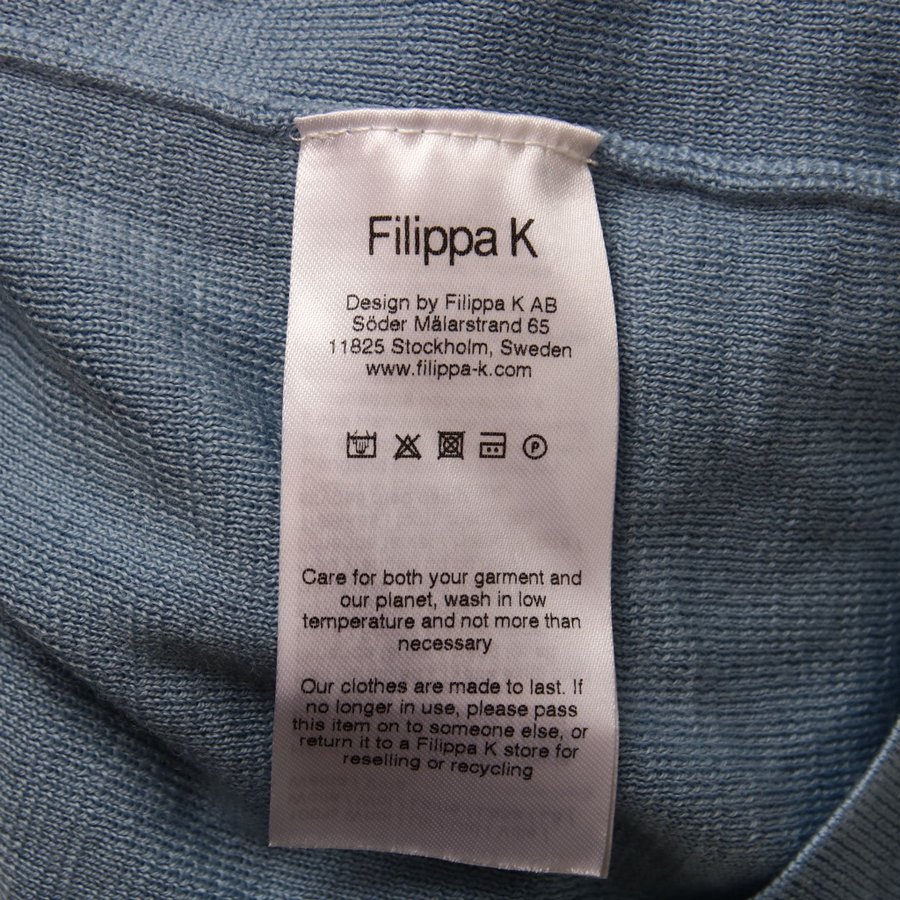 Filippa K
Design by Filippa K AB
Söder Mälarstrand 65
11825 Stockholm, Sweden
www.filippa-k.com
P
Care for both your garment and
our planet, wash in low
temperature and not more than
necessary
Our clothes are made to last. If
no longer in use, please pass
this item on to someone else, or
return it to a Filippa K store for
reselling or recycling